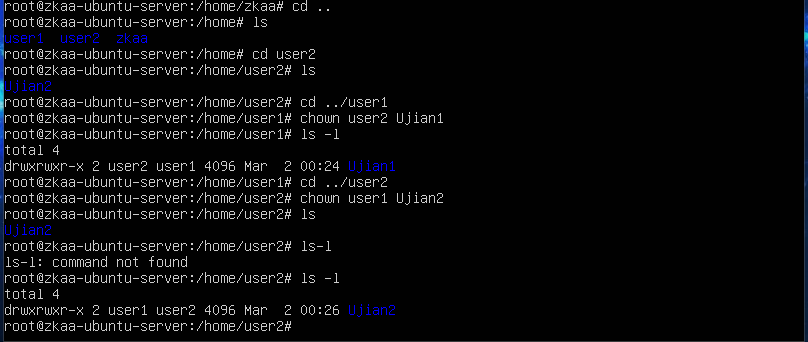 root@zkaa-ubuntu-server:/home/zkaa# cd ..
root@zkaa-ubuntu-server:/home# ls
user1  user2  zkaa
root@zkaa-ubuntu-server:/home# cd user2
root@zkaa-ubuntu-server:/home/user2# ls
Ujian2
root@zkaa-ubuntu-server:/home/user2# cd ../user1
root@zkaa-ubuntu-server:/home/user1# chown user2 Ujian1
root@zkaa-ubuntu-server:/home/user1# ls -l
total 4
drwxrwxr-x 2 user2 user1 4096 Mar  2 00:24 Ujian1
root@zkaa-ubuntu-server:/home/user1# cd ../user2
root@zkaa-ubuntu-server:/home/user2# chown user1 Ujian2
root@zkaa-ubuntu-server:/home/user2# ls
Ujian2
root@zkaa-ubuntu-server:/home/user2# ls-l
ls-l: command not found
root@zkaa-ubuntu-server:/home/user2# ls -l
total 4
drwxrwxr-x 2 user1 user2 4096 Mar  2 00:26 Ujian2
root@zkaa-ubuntu-server:/home/user2#